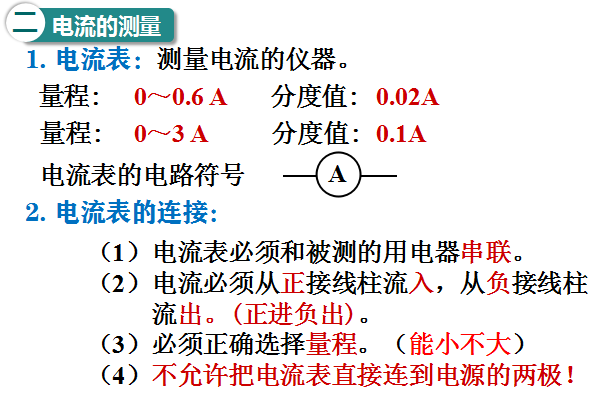 二 电流的测量
1. 电流表：测量电流的仪器。
量程： 0～0.6 A 分度值：0.02A
量程： 0～3 A 分度值：0.1A
电流表的电路符号 A
2. 电流表的连接：
（1）电流表必须和被测的用电器串联。
（2）电流必须从正接线柱流入，从负接线柱
流出。(正进负出)。
（3）必须正确选择量程。（能小不大）
（4）不允许把电流表直接连到电源的两极！